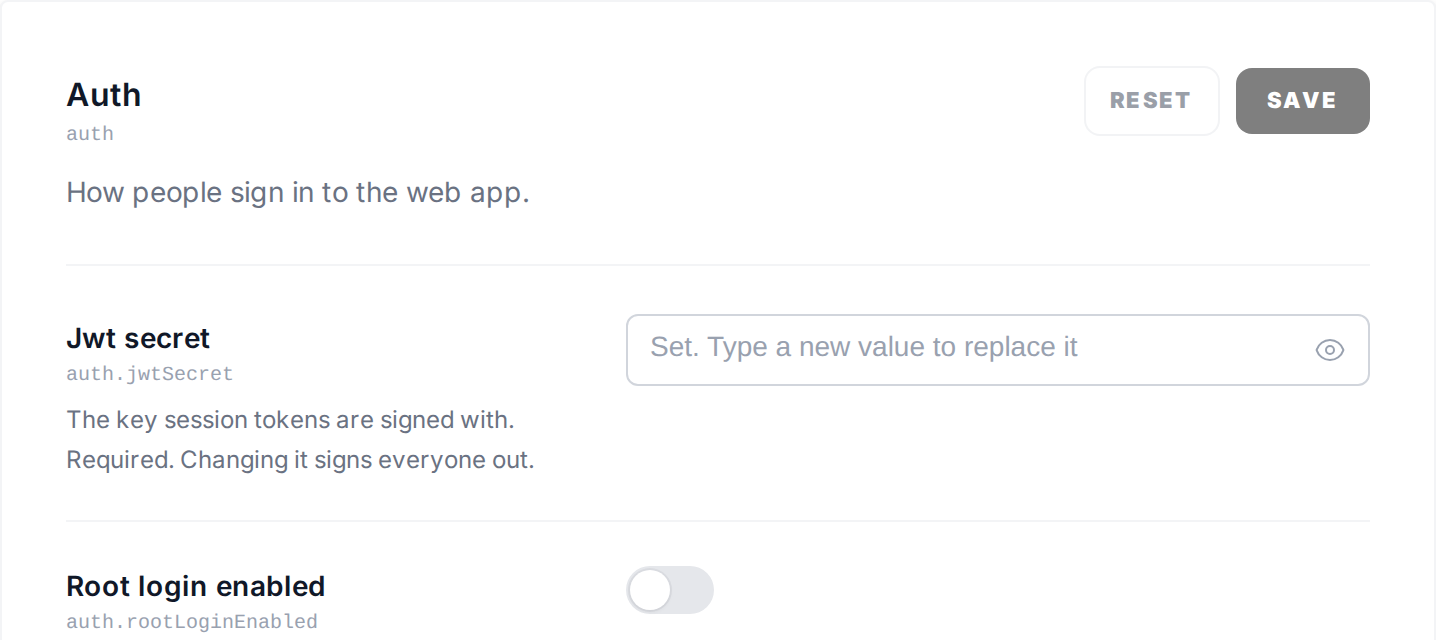 Auth
auth
RESET
SAVE
How people sign in to the web app.
Jwt secret
auth.jwtSecret
Set. Type a new value to replace it
The key session tokens are signed with.
Required. Changing it signs everyone out.
Root login enabled
auth.rootLoginEnabled